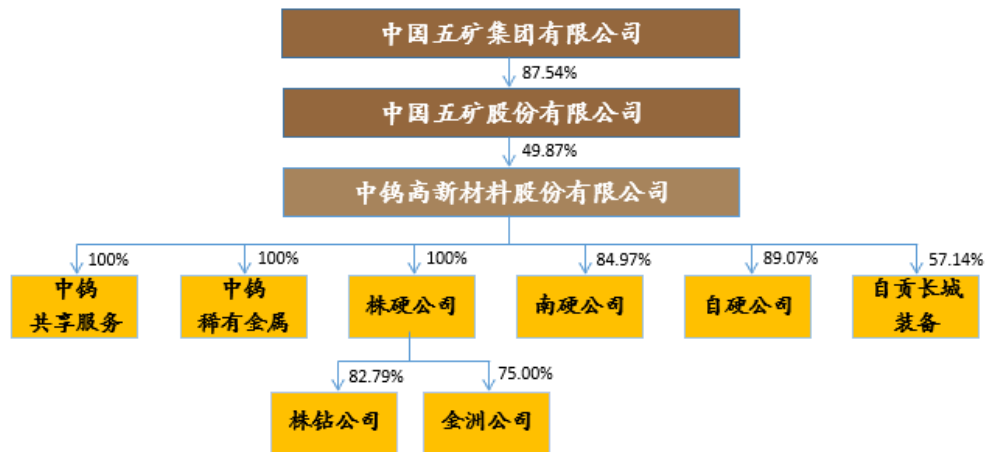 中国五矿集团有限公司
87.54%
中国五矿股份有限公司
49.87%
中钨高新材料股份有限公司
100%
100%
100%
84.97%
89.07%
57.14%
中钨
共享服务
中钨
稀有金属
株硬公司
南硬公司
自硬公司
自贡长城
装备
82.79%
75.00%
株钻公司
金洲公司